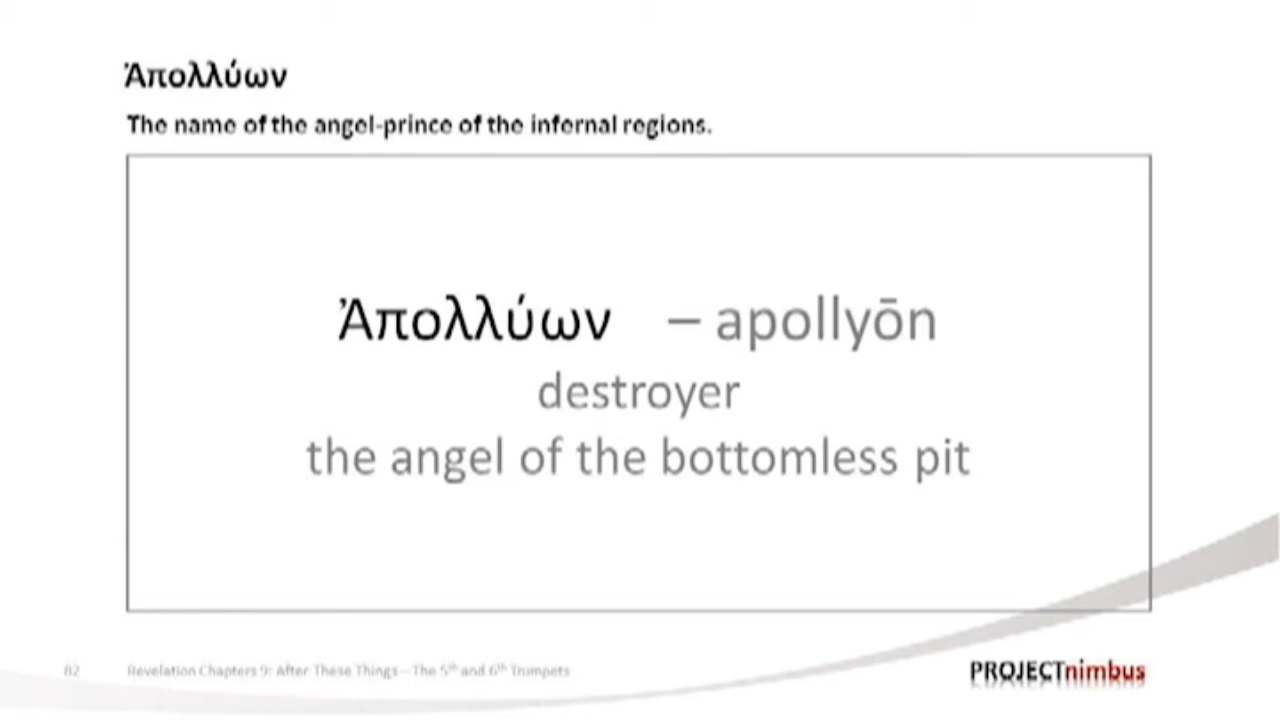 Ἀπολλύων
The name of the angel-prince of the infernal regions.
Ἀπολλύων – apollyōn
destroyer
the angel of the bottomless pit
82 Revelation Chapters 9: After These Things – The 5th and 6th Trumpets
PROJECTnimbus